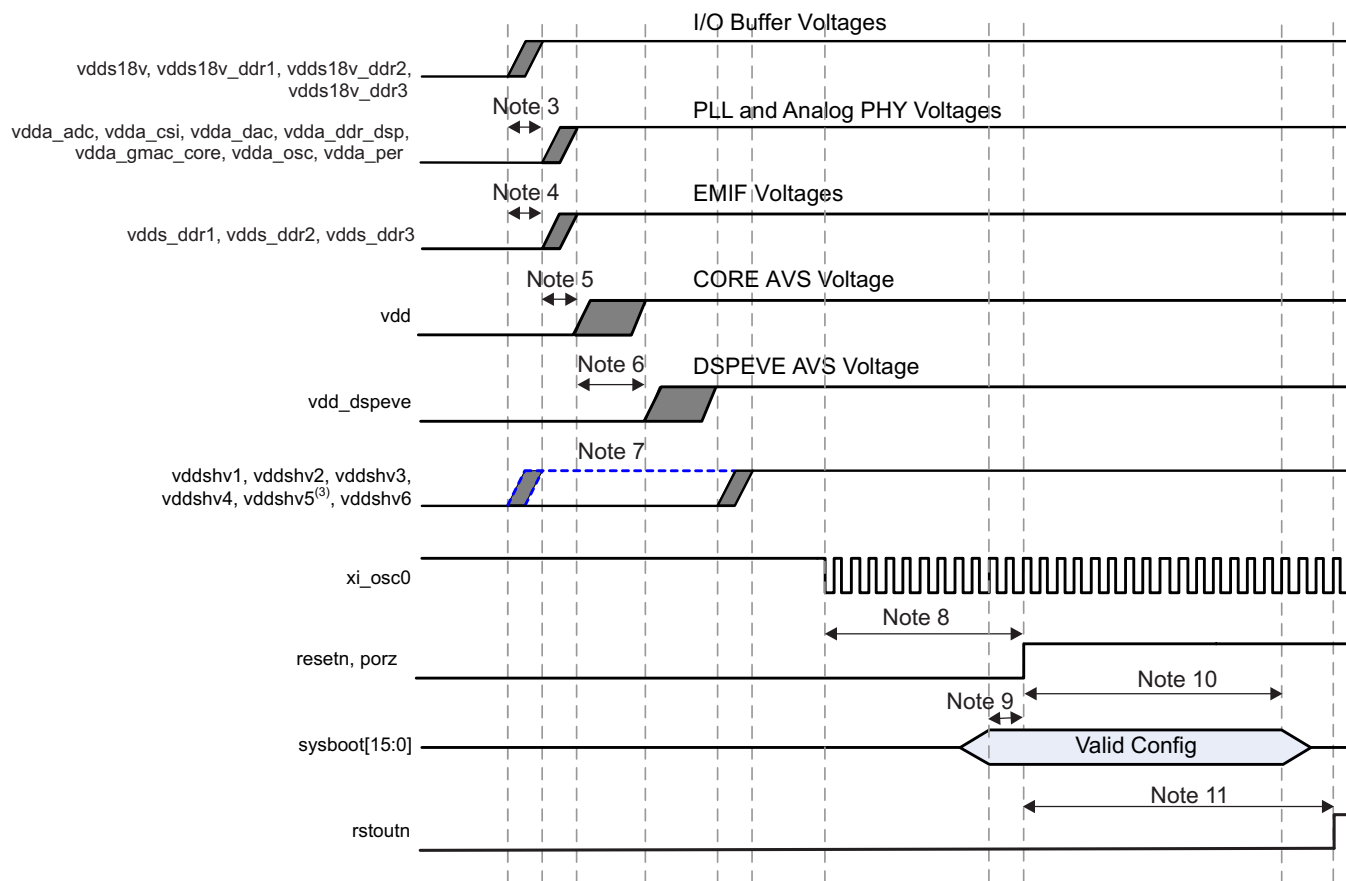 I/O Buffer Voltages
vdds18v, vdds18v_ddr1, vdds18v_ddr2,
vdds18v_ddr3
Note 3
PLL and Analog PHY Voltages
vdda_adc, vdda_csi, vdda_dac, vdda_ddr_dsp,
vdda_gmac_core, vdda_osc, vdda_per
Note 4
EMIF Voltages
vdds_ddr1, vdds_ddr2, vdds_ddr3
Note 5
CORE AVS Voltage
vdd
Note 6
DSPEVE AVS Voltage
vdd_dspeve
Note 7
vddshv1, vddshv2, vddshv3,
vddshv4, vddshv5(3), vddshv6
xi_osc0
Note 8
resetn, porz
Note 10
Note 9
sysboot[15:0]
Valid Config
Note 11
rstoutn